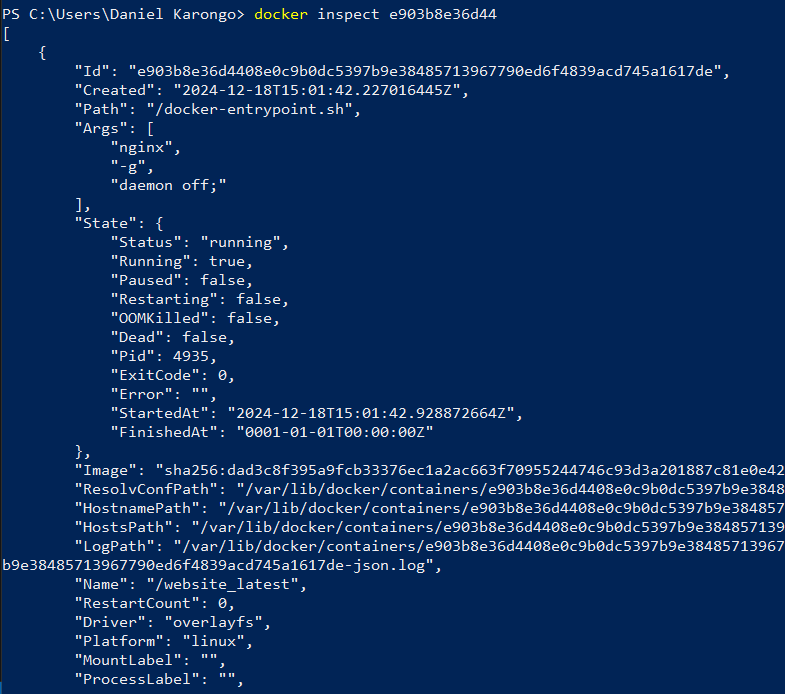 PS C:\Users\Daniel Karongo> docker inspect e903b8e36d44
[
    {
        "Id": "e903b8e36d4408e0c9b0dc5397b9e38485713967790ed6f4839acd745a1617de",
        "Created": "2024-12-18T15:01:42.227016445Z",
        "Path": "/docker-entrypoint.sh",
        "Args": [
            "nginx",
            "-g",
            "daemon off;"
        ],
        "State": {
            "Status": "running",
            "Running": true,
            "Paused": false,
            "Restarting": false,
            "OOMKilled": false,
            "Dead": false,
            "Pid": 4935,
            "ExitCode": 0,
            "Error": "",
            "StartedAt": "2024-12-18T15:01:42.928872664Z",
            "FinishedAt": "0001-01-01T00:00:00Z"
        },
        "Image": "sha256:dad3c8f395a9fcb33376ec1a2ac663f70955244746c93d3a201887c81e0e42
        "ResolvConfPath": "/var/lib/docker/containers/e903b8e36d4408e0c9b0dc5397b9e3848
        "HostnamePath": "/var/lib/docker/containers/e903b8e36d4408e0c9b0dc5397b9e384857
        "HostsPath": "/var/lib/docker/containers/e903b8e36d4408e0c9b0dc5397b9e384857139
        "LogPath": "/var/lib/docker/containers/e903b8e36d4408e0c9b0dc5397b9e38485713967
b9e38485713967790ed6f4839acd745a1617de-json.log",
        "Name": "/website_latest",
        "RestartCount": 0,
        "Driver": "overlayfs",
        "Platform": "linux",
        "MountLabel": "",
        "ProcessLabel": "",